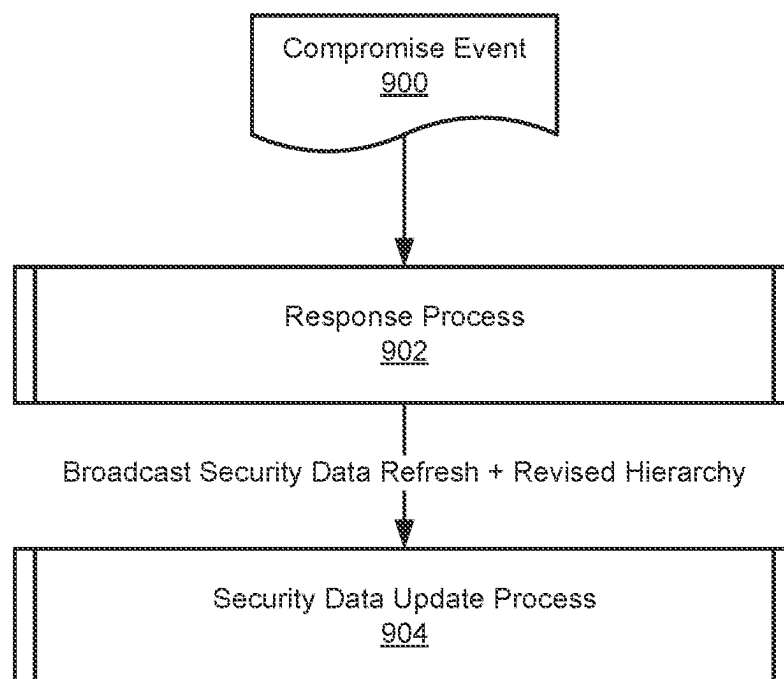 Compromise Event
900
Response Process
902
Broadcast Security Data Refresh + Revised Hierarchy
Security Data Update Process
904